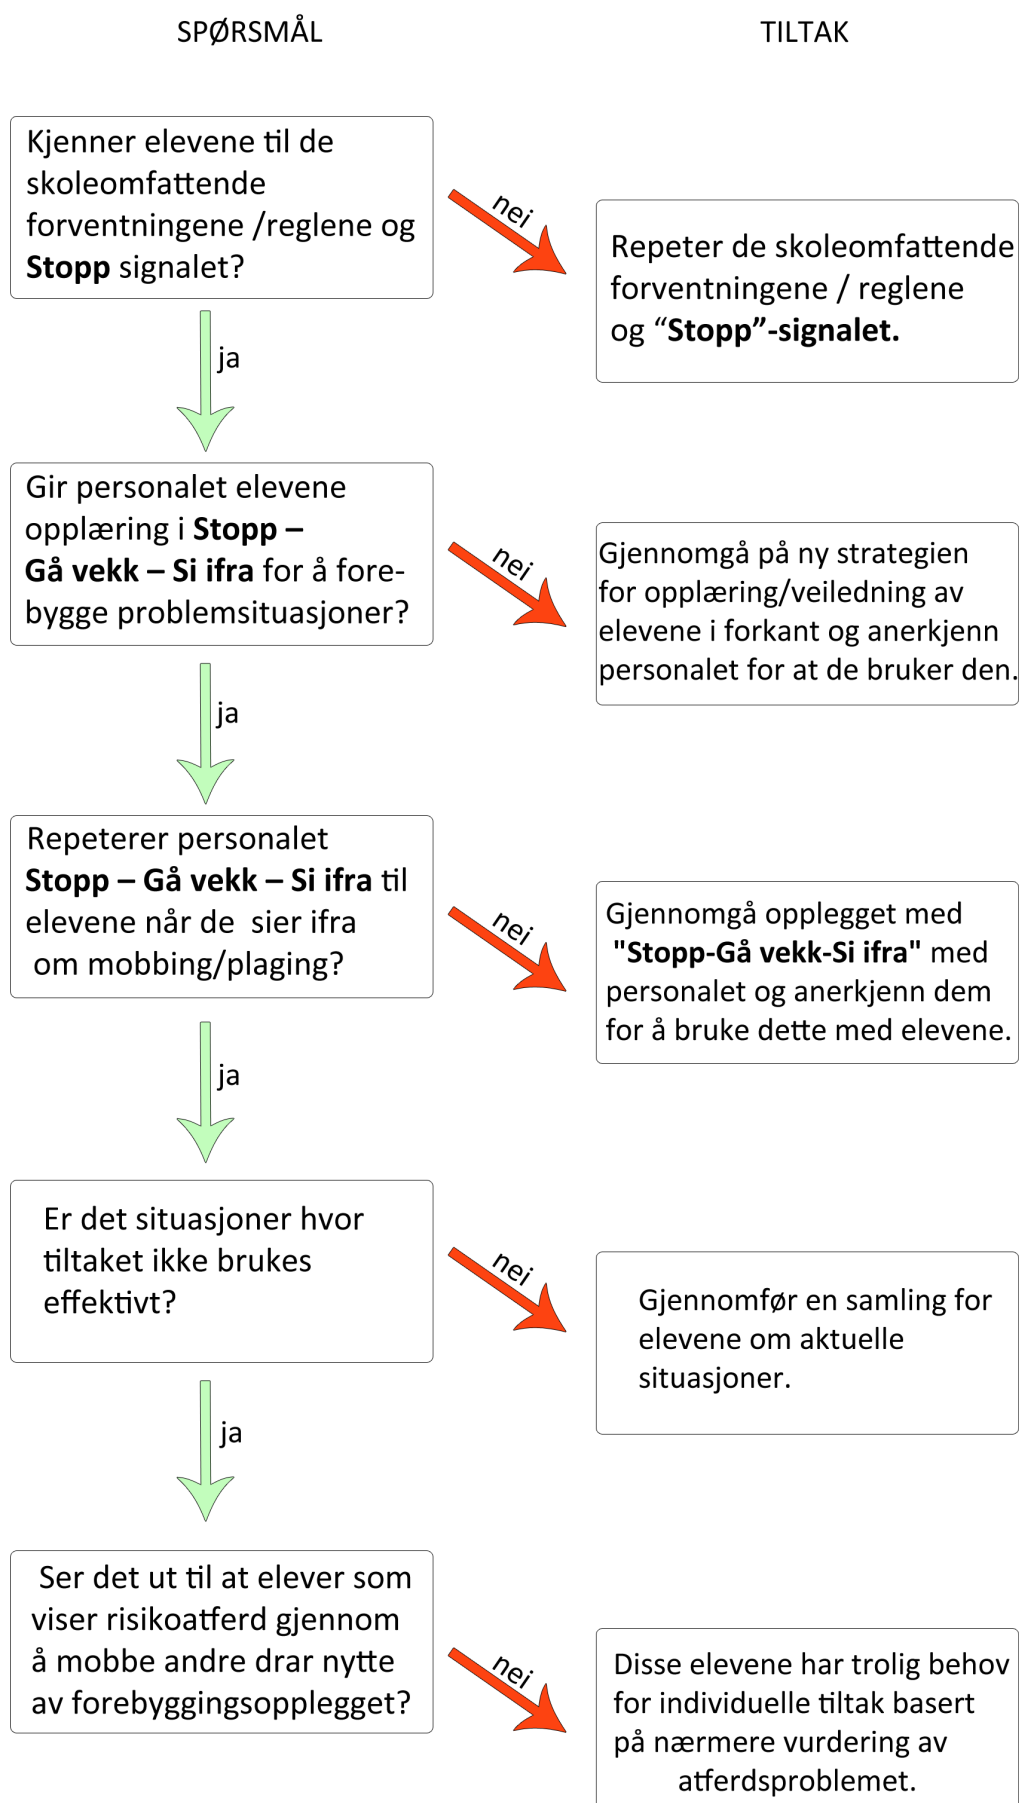 SPØRSMÅL
TILTAK
Kjenner elevene til de
skoleomfattende
forventningene /reglene og
Stopp signalet?
nei
Repeter de skoleomfattende
forventningene / reglene
og “Stopp”-signalet.
ja
Gir personalet elevene
opplæring i Stopp –
Gå vekk – Si ifra for å fore-
bygge problemsituasjoner?
nei
Gjennomgå på ny strategien
for opplæring/veiledning av
elevene i forkant og anerkjenn
personalet for at de bruker den.
ja
Repeterer personalet
Stopp – Gå vekk – Si ifra til
elevene når de sier ifra
om mobbing/plaging?
nei
Gjennomgå opplegget med
"Stopp-Gå vekk-Si ifra" med
personalet og anerkjenn dem
for å bruke dette med elevene.
ja
Er det situasjoner hvor
tiltaket ikke brukes
effektivt?
nei
Gjennomfør en samling for
elevene om aktuelle
situasjoner.
ja
Ser det ut til at elever som
viser risikoatferd gjennom
å mobbe andre drar nytte
av forebyggingsopplegget?
nei
Disse elevene har trolig behov
for individuelle tiltak basert
på nærmere vurdering av
atferdsproblemet.